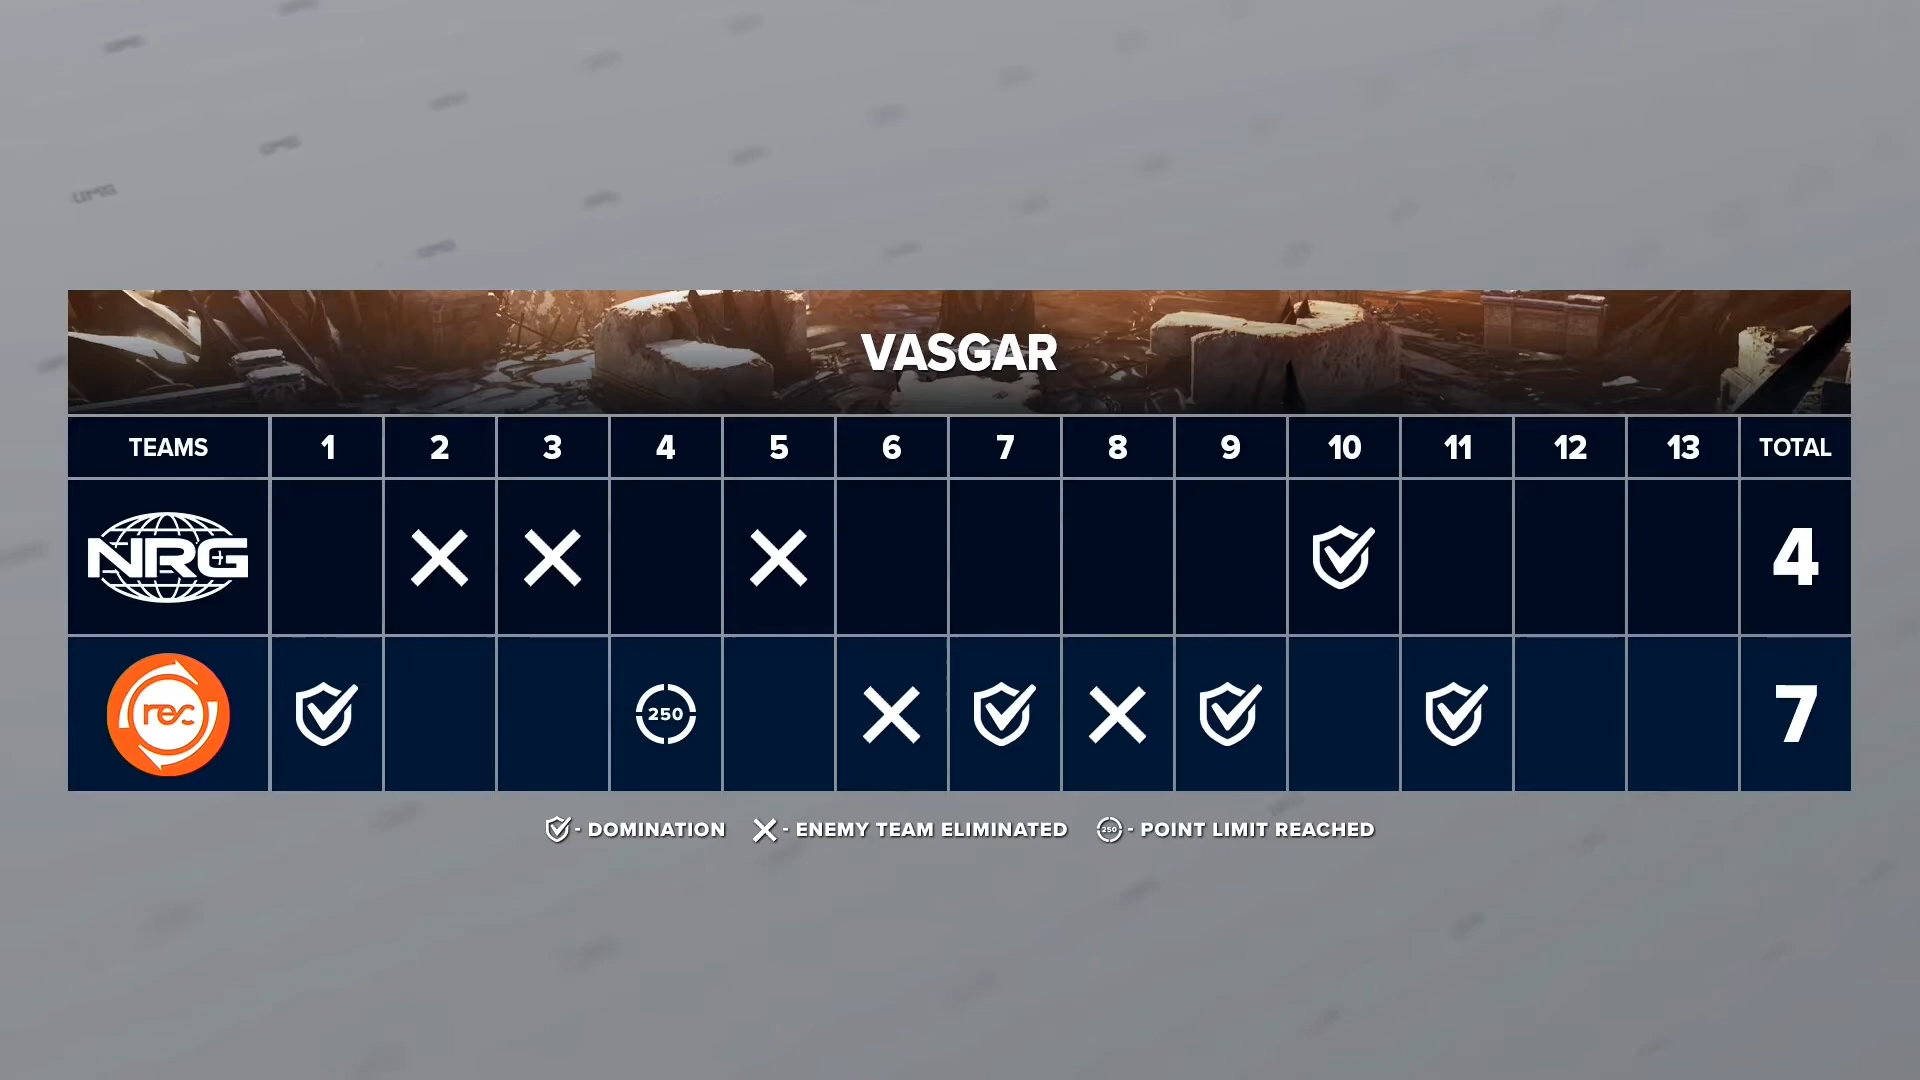 UMG
VASGAR
TEAMS 1 2 3 4 5 6 7 8 9 10 11 12 13 TOTAL
NRG 4
rec 250 7
- DOMINATION - ENEMY TEAM ELIMINATED 250 - POINT LIMIT REACHED